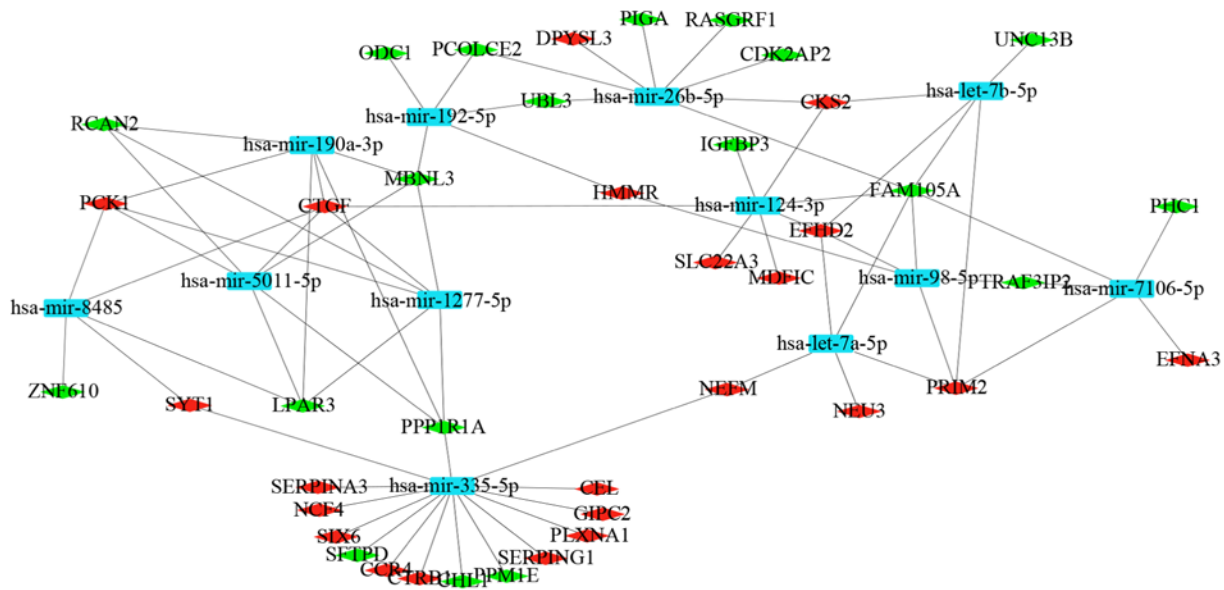 PIGA
RASGRF1
DPYSL3
UNC13B
ODC1
PCOLCE2
CDK2AP2
hsa-mir-26b-5p
hsa-let-7b-5p
UBL3
CKS2
hsa-mir-192-5p
RCAN2
hsa-mir-190a-3p
IGFBP3
MBNL3
FAM105A
PCK1
CTGF
HMMR
hsa-mir-124-3p
PHC1
EFHD2
SLC22A3
MDFIC
hsa-mir-5011-5p
hsa-mir-98-5p
TRAF3IP2
hsa-mir-7106-5p
hsa-mir-8485
hsa-mir-1277-5p
hsa-let-7a-5p
EFNA3
ZNF610
SYT1
LPAR3
NEFM
PRIM2
NEU3
PPP1R1A
SERPINA3
hsa-mir-335-5p
CEL
NCF4
GIPC2
SIX6
PLXNA1
SFTPD
SERPING1
CCR4
CTRB1
CHL1
PPM1E